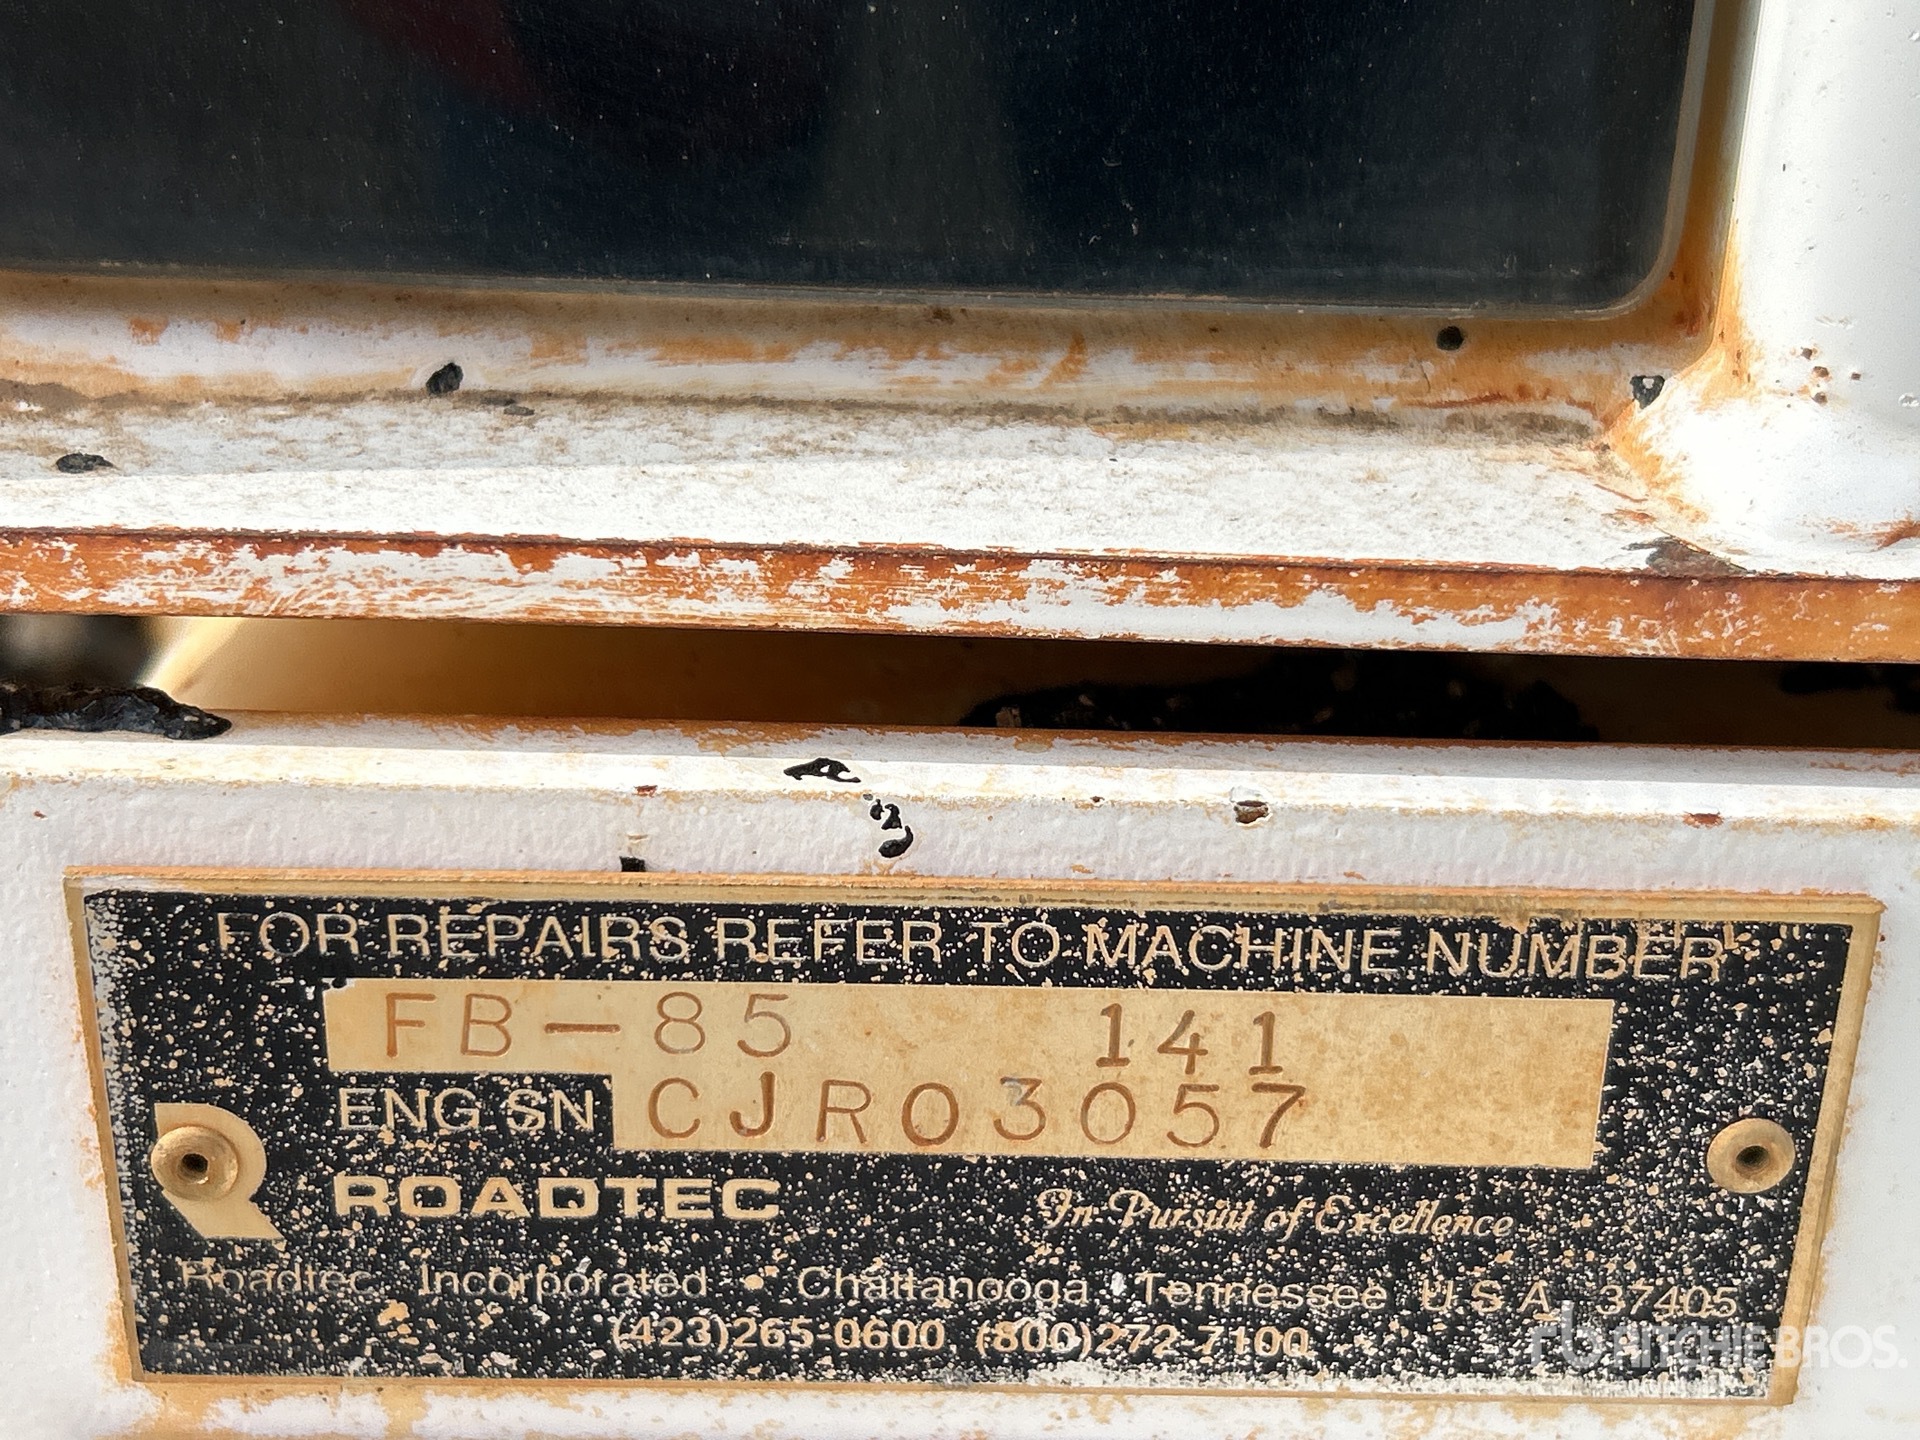 FOR REPAIRS REFER TO MACHINE NUMBER
FB-85 141
ENG SN CJR03057
ROADTEC In Pursuit of Excellence
Roadtec Incorporated • Chattanooga Tennessee U S A 37405
(423)265-0600 (800)272-7100
rb RITCHIE BROS.